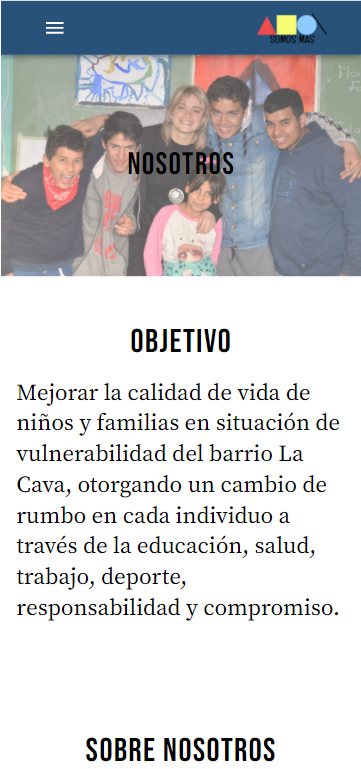 SOMOS MAS
NOSOTROS
OBJETIVO
Mejorar la calidad de vida de
niños y familias en situación de
vulnerabilidad del barrio La
Cava, otorgando un cambio de
rumbo en cada individuo a
través de la educación, salud,
trabajo, deporte,
responsabilidad y compromiso.
SOBRE NOSOTROS